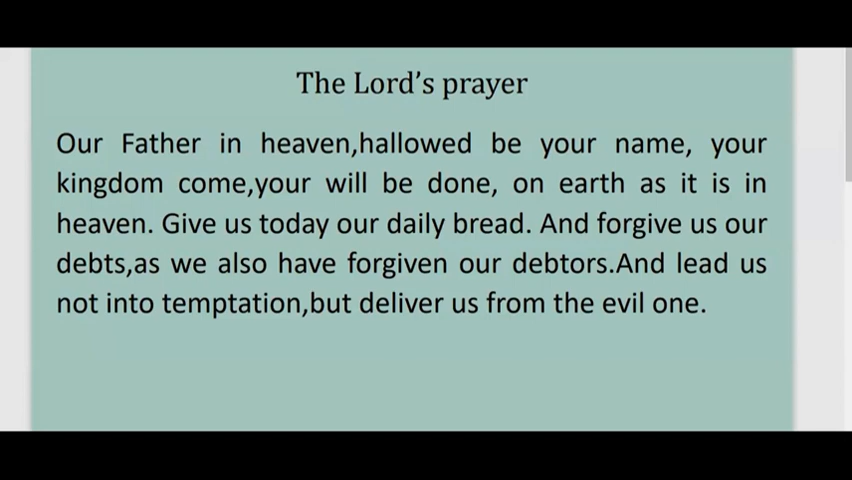 The Lord’s prayer
Our Father in heaven,hallowed be your name, your
kingdom come,your will be done, on earth as it is in
heaven. Give us today our daily bread. And forgive us our
debts,as we also have forgiven our debtors.And lead us
not into temptation,but deliver us from the evil one.